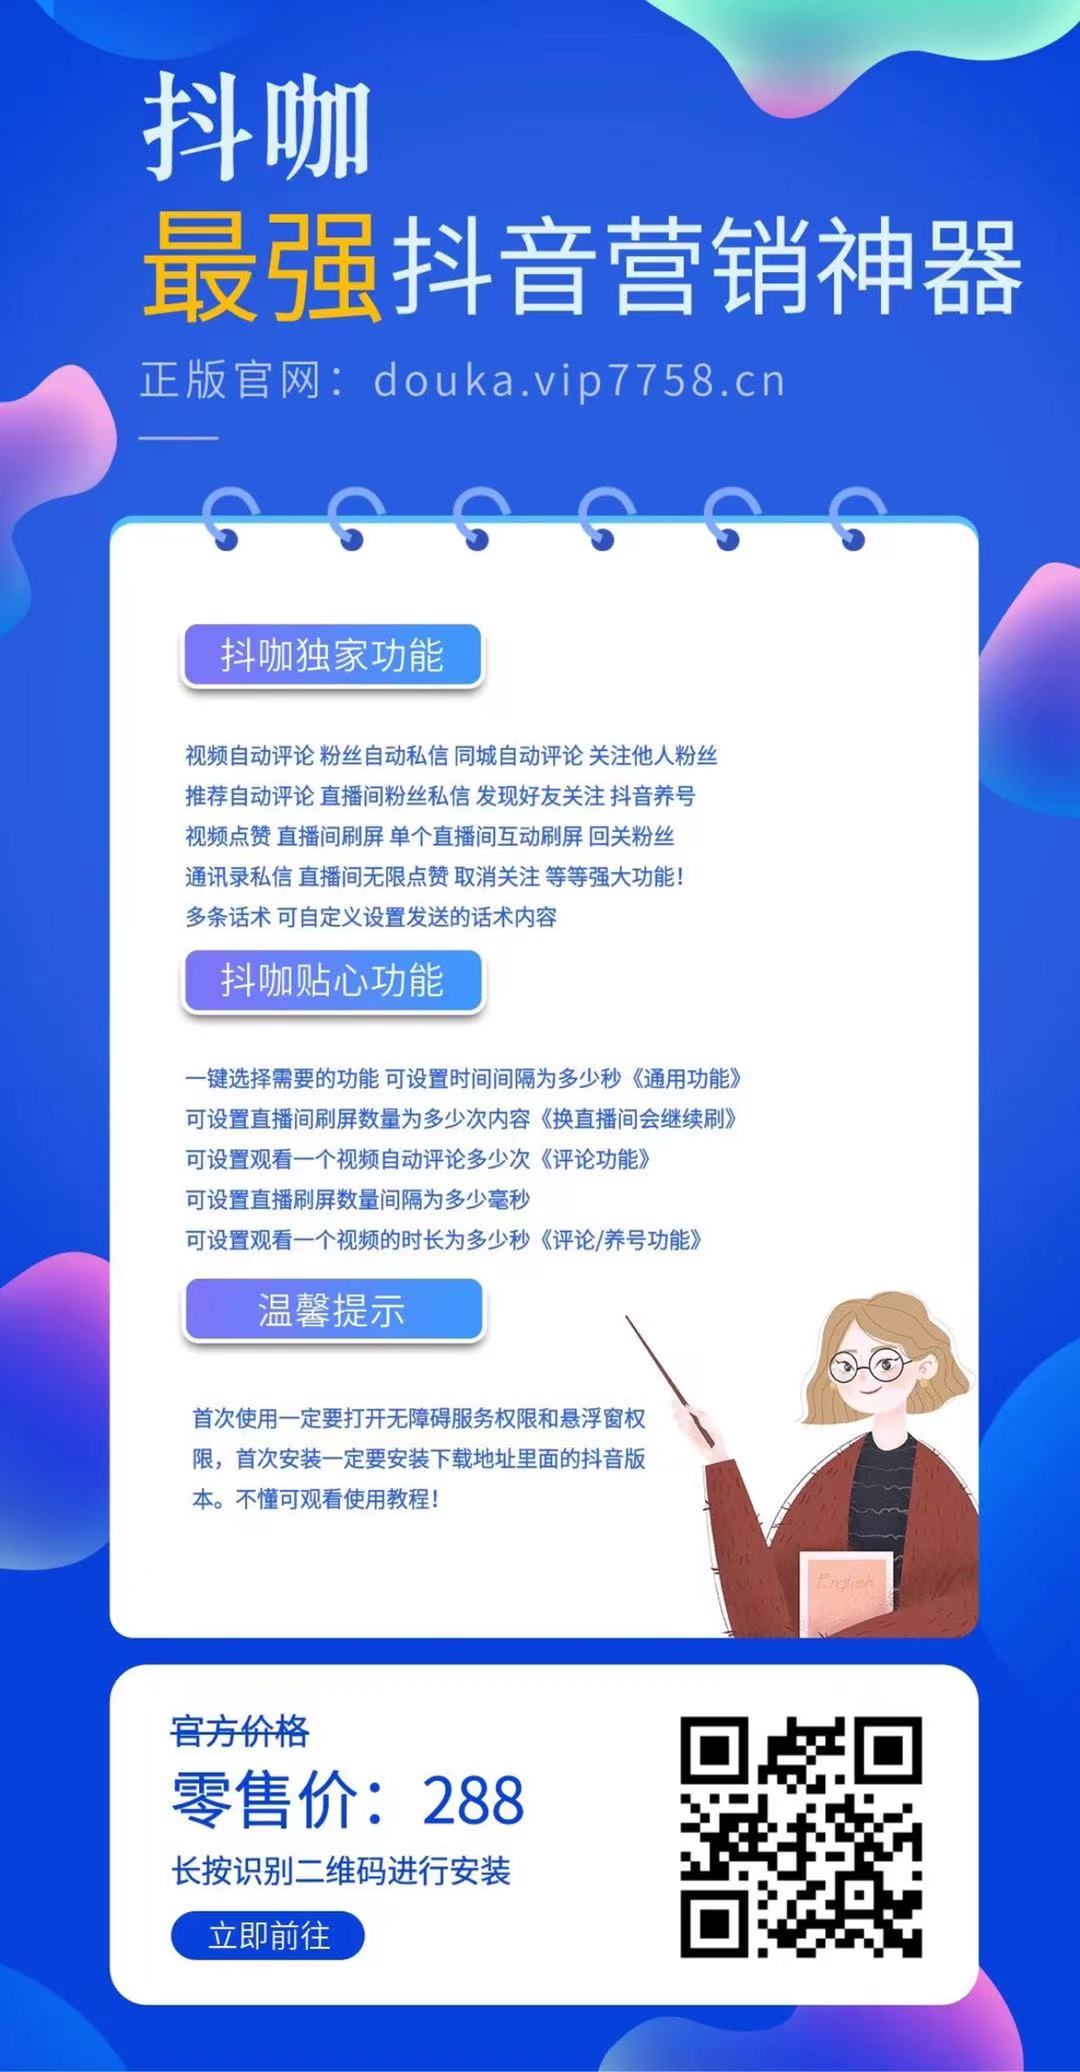 抖咖
最强抖音营销神器
正版官网：douka.vip7758.cn
抖咖独家功能
视频自动评论 粉丝自动私信 同城自动评论 关注他人粉丝
推荐自动评论 直播间粉丝私信 发现好友关注 抖音养号
视频点赞 直播间刷屏 单个直播间互动刷屏 回关粉丝
通讯录私信 直播间无限点赞 取消关注 等等强大功能！
多条话术 可自定义设置发送的话术内容
抖咖贴心功能
一键选择需要的功能 可设置时间间隔为多少秒《通用功能》
可设置直播间刷屏数量为多少次内容《换直播间会继续刷》
可设置观看一个视频自动评论多少次《评论功能》
可设置直播刷屏数量间隔为多少毫秒
可设置观看一个视频的时长为多少秒《评论/养号功能》
温馨提示
首次使用一定要打开无障碍服务权限和悬浮窗权
限，首次安装一定要安装下载地址里面的抖音版
本。不懂可观看使用教程！
English
官方价格
零售价：288
长按识别二维码进行安装
立即前往